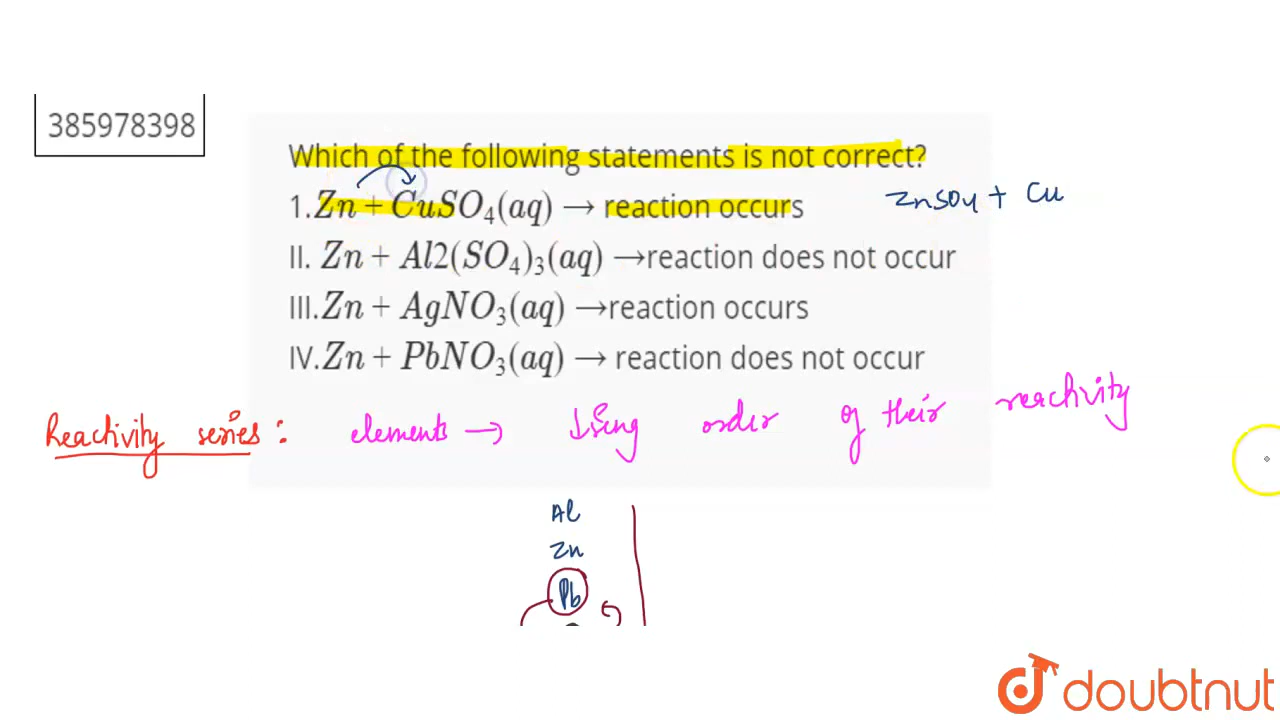 385978398
Which of the following statements is not correct?
1.Zn + CuSO₄(aq) → reaction occurs
ZnSO₄ + Cu
II. Zn + Al2(SO₄)₃(aq) →reaction does not occur
III.Zn + AgNO₃(aq) →reaction occurs
IV.Zn + PbNO₃(aq) → reaction does not occur
Reactivity series: elements → ↓sing order of their reactivity
Al
Zn
Pb
doubtnut